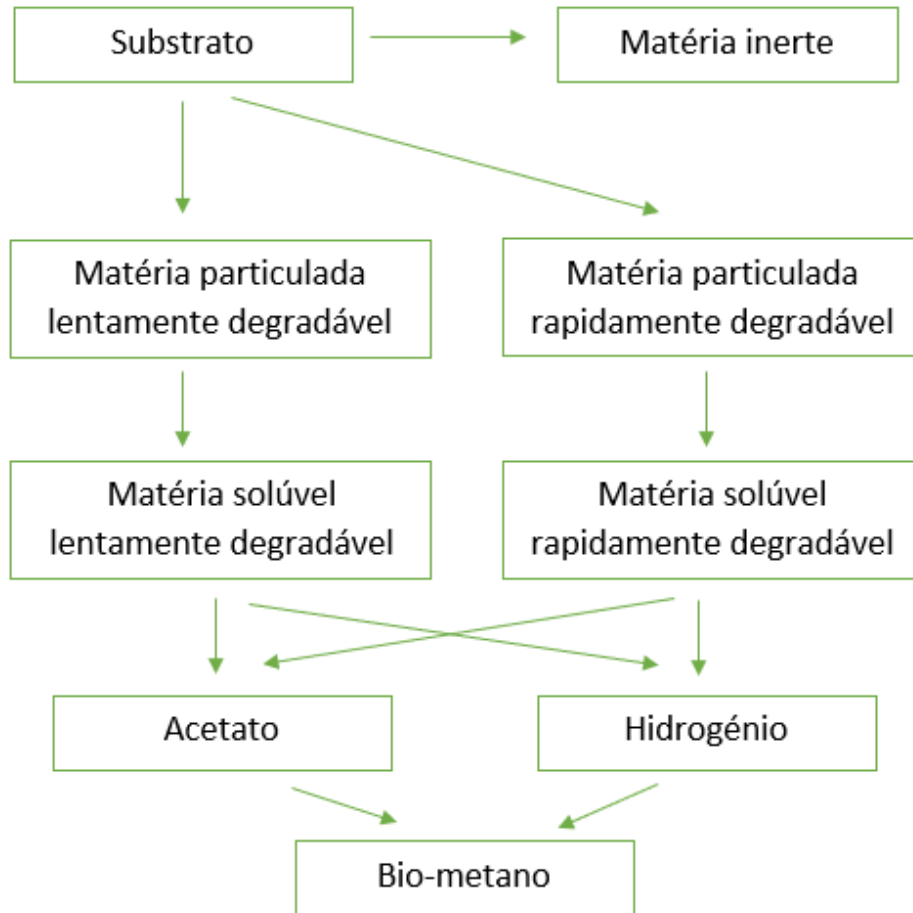 Substrato
Matéria inerte
Matéria particulada
lentamente degradável
Matéria particulada
rapidamente degradável
Matéria solúvel
lentamente degradável
Matéria solúvel
rapidamente degradável
Acetato
Hidrogénio
Bio-metano